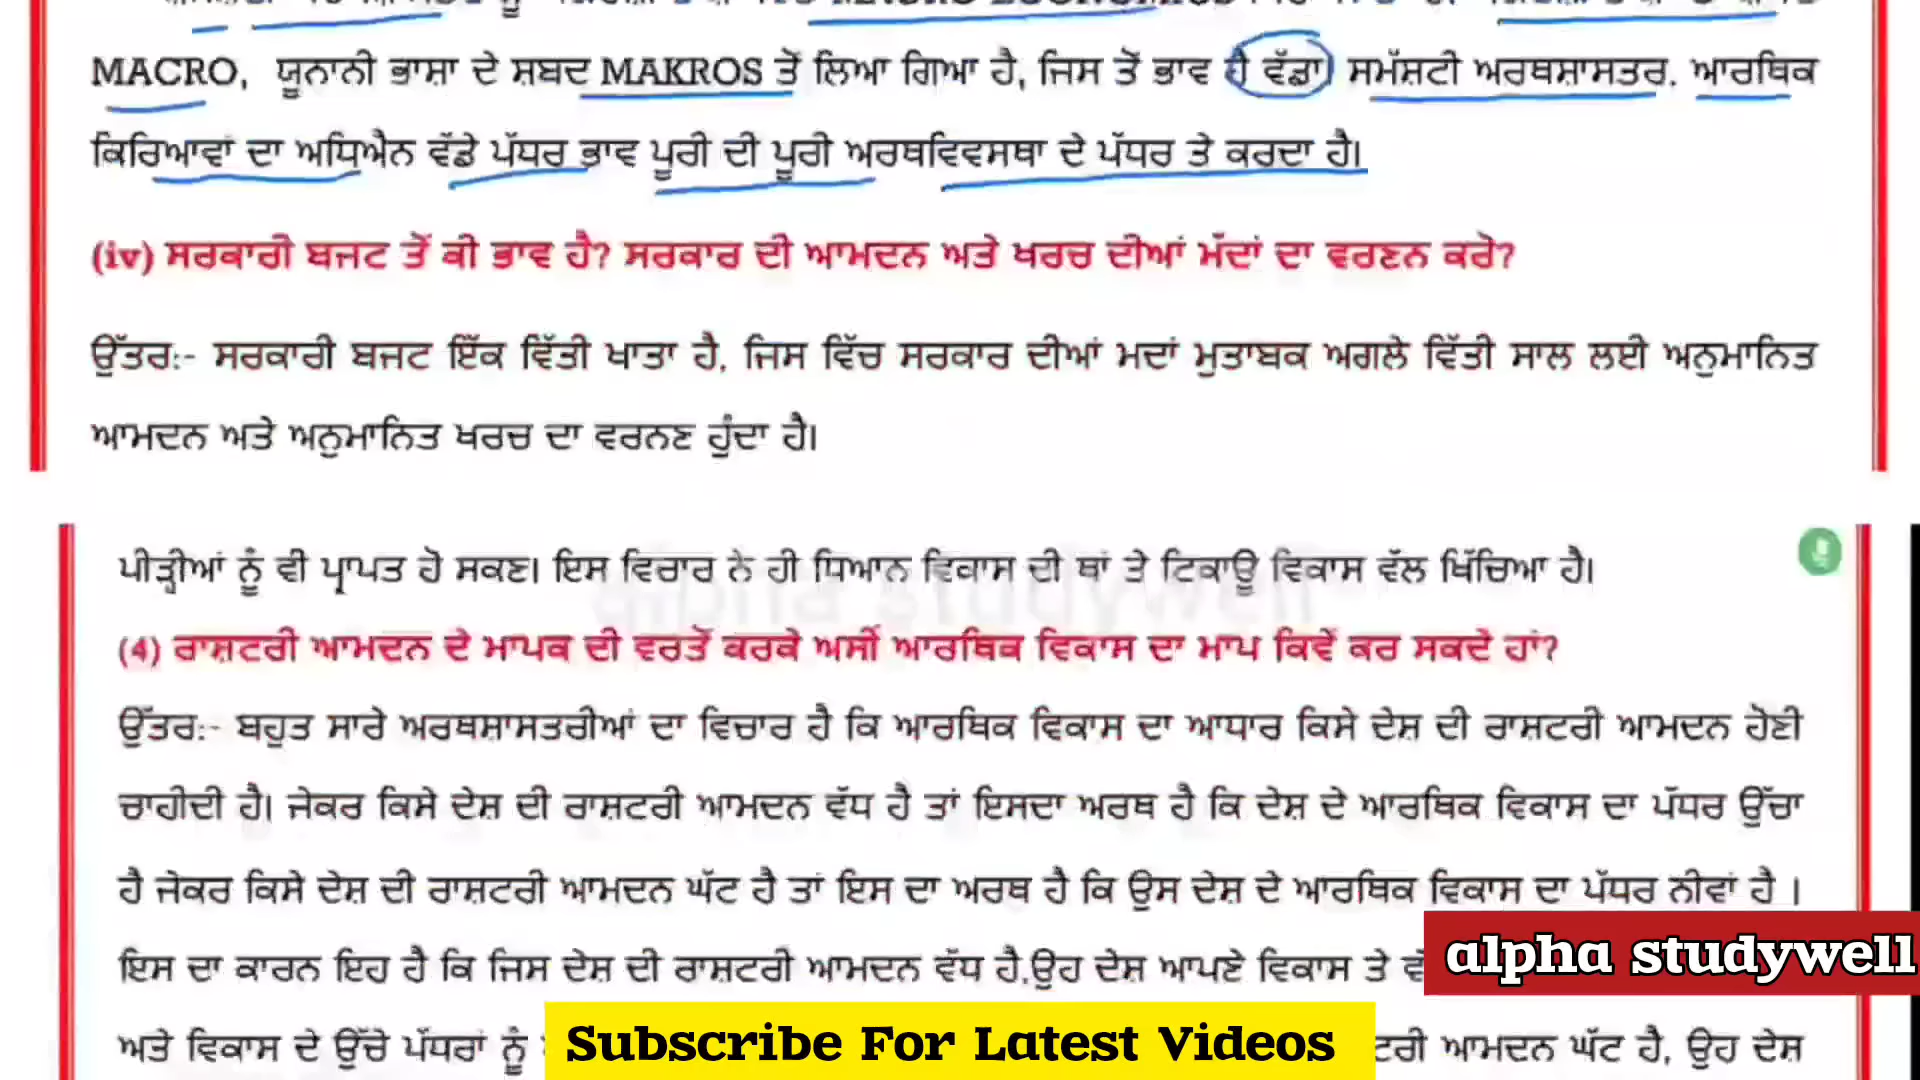 MACRO, ਯੂਨਾਨੀ ਭਾਸ਼ਾ ਦੇ ਸ਼ਬਦ MAKROS ਤੋਂ ਲਿਆ ਗਿਆ ਹੈ, ਜਿਸ ਤੋਂ ਭਾਵ ਹੈ ਵੱਡਾ ਸਮੱਸ਼ਟੀ ਅਰਥਸ਼ਾਸਤਰ. ਆਰਥਿਕ
ਕਿਰਿਆਵਾਂ ਦਾ ਅਧਿਐਨ ਵੱਡੇ ਪੱਧਰ ਭਾਵ ਪੂਰੀ ਦੀ ਪੂਰੀ ਅਰਥਵਿਵਸਥਾ ਦੇ ਪੱਧਰ ਤੇ ਕਰਦਾ ਹੈ।
(iv) ਸਰਕਾਰੀ ਬਜਟ ਤੋਂ ਕੀ ਭਾਵ ਹੈ? ਸਰਕਾਰ ਦੀ ਆਮਦਨ ਅਤੇ ਖਰਚ ਦੀਆਂ ਮੱਦਾਂ ਦਾ ਵਰਣਨ ਕਰੋ?
ਉੱਤਰ:- ਸਰਕਾਰੀ ਬਜਟ ਇੱਕ ਵਿੱਤੀ ਖਾਤਾ ਹੈ, ਜਿਸ ਵਿੱਚ ਸਰਕਾਰ ਦੀਆਂ ਮਦਾਂ ਮੁਤਾਬਕ ਅਗਲੇ ਵਿੱਤੀ ਸਾਲ ਲਈ ਅਨੁਮਾਨਿਤ
ਆਮਦਨ ਅਤੇ ਅਨੁਮਾਨਿਤ ਖਰਚ ਦਾ ਵਰਨਣ ਹੁੰਦਾ ਹੈ।
ਪੀੜ੍ਹੀਆਂ ਨੂੰ ਵੀ ਪ੍ਰਾਪਤ ਹੋ ਸਕਣ। ਇਸ ਵਿਚਾਰ ਨੇ ਹੀ ਧਿਆਨ ਵਿਕਾਸ ਦੀ ਥਾਂ ਤੇ ਟਿਕਾਊ ਵਿਕਾਸ ਵੱਲ ਖਿੱਚਿਆ ਹੈ।
(4) ਰਾਸ਼ਟਰੀ ਆਮਦਨ ਦੇ ਮਾਪਕ ਦੀ ਵਰਤੋਂ ਕਰਕੇ ਅਸੀਂ ਆਰਥਿਕ ਵਿਕਾਸ ਦਾ ਮਾਪ ਕਿਵੇਂ ਕਰ ਸਕਦੇ ਹਾਂ?
ਉੱਤਰ:- ਬਹੁਤ ਸਾਰੇ ਅਰਥਸ਼ਾਸਤਰੀਆਂ ਦਾ ਵਿਚਾਰ ਹੈ ਕਿ ਆਰਥਿਕ ਵਿਕਾਸ ਦਾ ਆਧਾਰ ਕਿਸੇ ਦੇਸ਼ ਦੀ ਰਾਸ਼ਟਰੀ ਆਮਦਨ ਹੋਣੀ
ਚਾਹੀਦੀ ਹੈ। ਜੇਕਰ ਕਿਸੇ ਦੇਸ਼ ਦੀ ਰਾਸ਼ਟਰੀ ਆਮਦਨ ਵੱਧ ਹੈ ਤਾਂ ਇਸਦਾ ਅਰਥ ਹੈ ਕਿ ਦੇਸ਼ ਦੇ ਆਰਥਿਕ ਵਿਕਾਸ ਦਾ ਪੱਧਰ ਉੱਚਾ
ਹੈ ਜੇਕਰ ਕਿਸੇ ਦੇਸ਼ ਦੀ ਰਾਸ਼ਟਰੀ ਆਮਦਨ ਘੱਟ ਹੈ ਤਾਂ ਇਸ ਦਾ ਅਰਥ ਹੈ ਕਿ ਉਸ ਦੇਸ਼ ਦੇ ਆਰਥਿਕ ਵਿਕਾਸ ਦਾ ਪੱਧਰ ਨੀਵਾਂ ਹੈ ।
ਇਸ ਦਾ ਕਾਰਨ ਇਹ ਹੈ ਕਿ ਜਿਸ ਦੇਸ਼ ਦੀ ਰਾਸ਼ਟਰੀ ਆਮਦਨ ਵੱਧ ਹੈ.ਉਹ ਦੇਸ਼ ਆਪਣੇ ਵਿਕਾਸ ਤੇ
alpha studywell
ਅਤੇ ਵਿਕਾਸ ਦੇ ਉੱਚੇ ਪੱਧਰਾਂ ਨੂੰ
Subscribe For Latest Videos
ਟਰੀ ਆਮਦਨ ਘੱਟ ਹੈ, ਉਹ ਦੇਸ਼